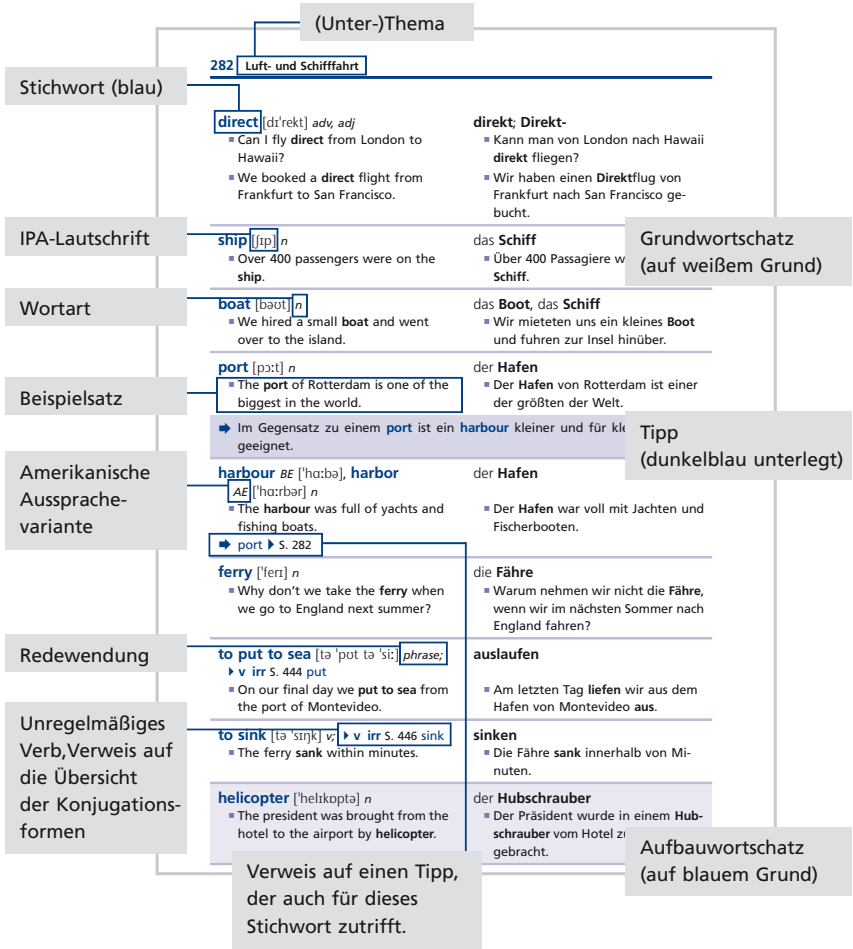 (Unter-)Thema
282 Luft- und Schifffahrt
Stichwort (blau)
direct [dɪˈrekt] adv, adj
direkt; Direkt-
■ Can I fly direct from London to
Hawaii?
■ Kann man von London nach Hawaii
direkt fliegen?
■ We booked a direct flight from
Frankfurt to San Francisco.
■ Wir haben einen Direktflug von
Frankfurt nach San Francisco ge-
bucht.
IPA-Lautschrift
ship [ʃɪp] n
das Schiff
■ Over 400 passengers were on the
ship.
■ Über 400 Passagiere
Schiff.
Grundwortschatz
(auf weißem Grund)
Wortart
boat [bəʊt] n
das Boot, das Schiff
■ We hired a small boat and went
over to the island.
■ Wir mieteten uns ein kleines Boot
und fuhren zur Insel hinüber.
port [pɔːt] n
der Hafen
Beispielsatz
■ The port of Rotterdam is one of the
biggest in the world.
■ Der Hafen von Rotterdam ist einer
der größten der Welt.
➡ Im Gegensatz zu einem port ist ein harbour kleiner und für
geeignet.
Tipp
(dunkelblau unterlegt)
Amerikanische
Aussprache-
variante
harbour BE [ˈhɑːbə], harbor
AE [ˈhɑːrbər] n
der Hafen
■ The harbour was full of yachts and
fishing boats.
■ Der Hafen war voll mit Jachten und
Fischerbooten.
➡ port ▶ S. 282
ferry [ˈferɪ] n
die Fähre
■ Why don't we take the ferry when
we go to England next summer?
■ Warum nehmen wir nicht die Fähre,
wenn wir im nächsten Sommer nach
England fahren?
Redewendung
to put to sea [tə ˈpʊt tə ˈsiː] phrase;
▶ v irr S. 444 put
auslaufen
■ On our final day we put to sea from
the port of Montevideo.
■ Am letzten Tag liefen wir aus dem
Hafen von Montevideo aus.
Unregelmäßiges
Verb,Verweis auf
die Übersicht
der Konjugations-
formen
to sink [tə ˈsɪŋk] v; ▶ v irr S. 446 sink
sinken
■ The ferry sank within minutes.
■ Die Fähre sank innerhalb von Mi-
nuten.
helicopter [ˈhelɪkɒptə] n
der Hubschrauber
■ The president was brought from the
hotel to the airport by helicopter.
■ Der Präsident wurde in einem Hub-
schrauber vom Hotel
gebracht.
Aufbauwortschatz
(auf blauem Grund)
Verweis auf einen Tipp,
der auch für dieses
Stichwort zutrifft.